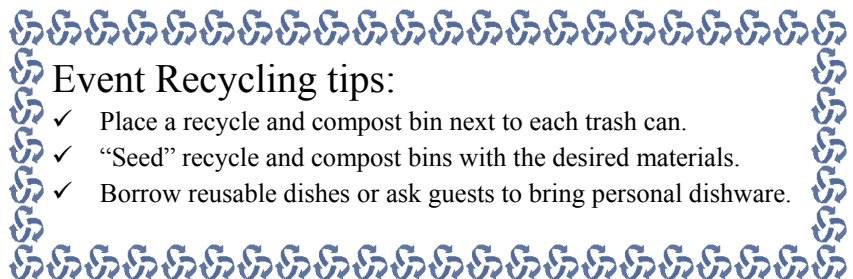 Event Recycling tips:
✓ Place a recycle and compost bin next to each trash can.
✓ “Seed” recycle and compost bins with the desired materials.
✓ Borrow reusable dishes or ask guests to bring personal dishware.